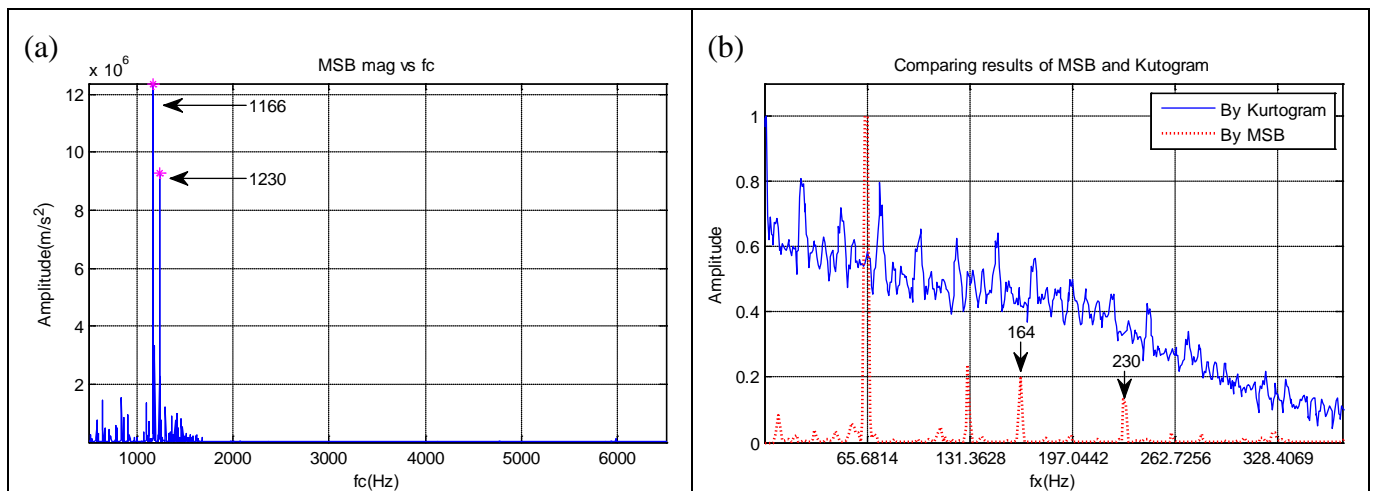 (a)
MSB mag vs fc
x 10^6
12
10
8
6
4
2
1166
1230
1000 2000 3000 4000 5000 6000
fc(Hz)
Amplitude(m/s^2)
(b)
Comparing results of MSB and Kutogram
By Kurtogram
By MSB
1
0.8
0.6
0.4
0.2
0
164
230
65.6814 131.3628 197.0442 262.7256 328.4069
fx(Hz)
Amplitude